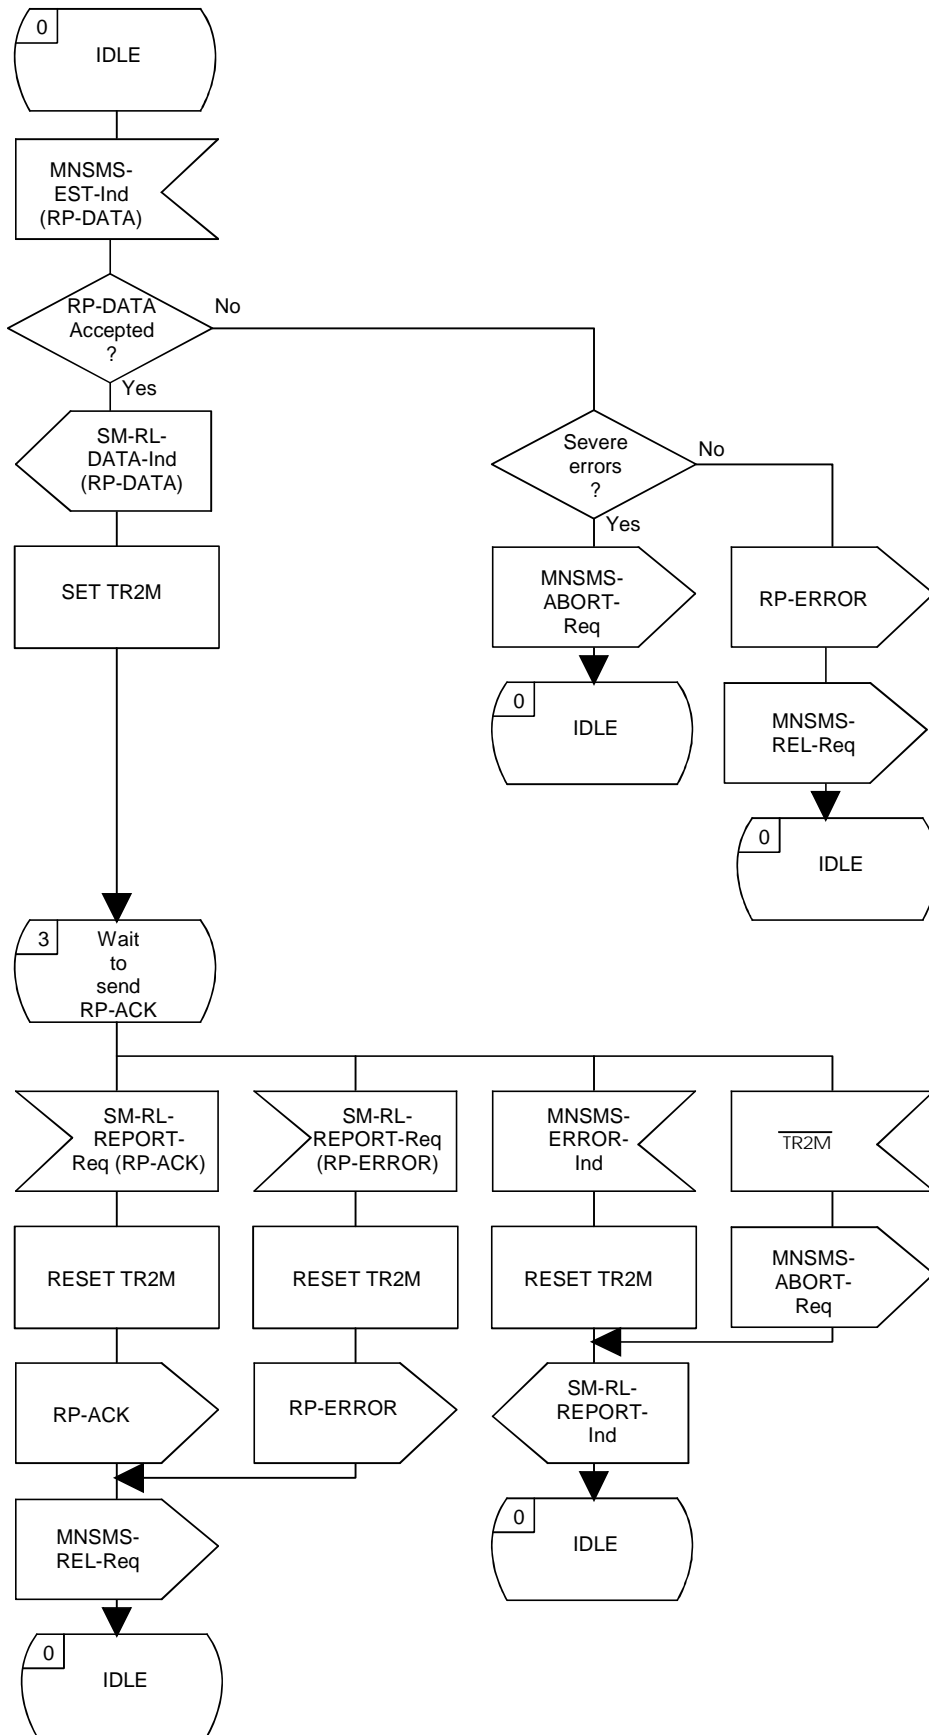 0
IDLE
MNSMS-
EST-Ind
(RP-DATA)
RP-DATA
Accepted
?
No
Yes
SM-RL-
DATA-Ind
(RP-DATA)
Severe
errors
?
No
Yes
SET TR2M
MNSMS-
ABORT-
Req
RP-ERROR
0
IDLE
MNSMS-
REL-Req
0
IDLE
3
Wait
to
send
RP-ACK
SM-RL-
REPORT-
Req (RP-ACK)
SM-RL-
REPORT-Req
(RP-ERROR)
MNSMS-
ERROR-
Ind
TR2M
RESET TR2M
RESET TR2M
RESET TR2M
MNSMS-
ABORT-
Req
RP-ACK
RP-ERROR
SM-RL-
REPORT-
Ind
MNSMS-
REL-Req
0
IDLE
0
IDLE